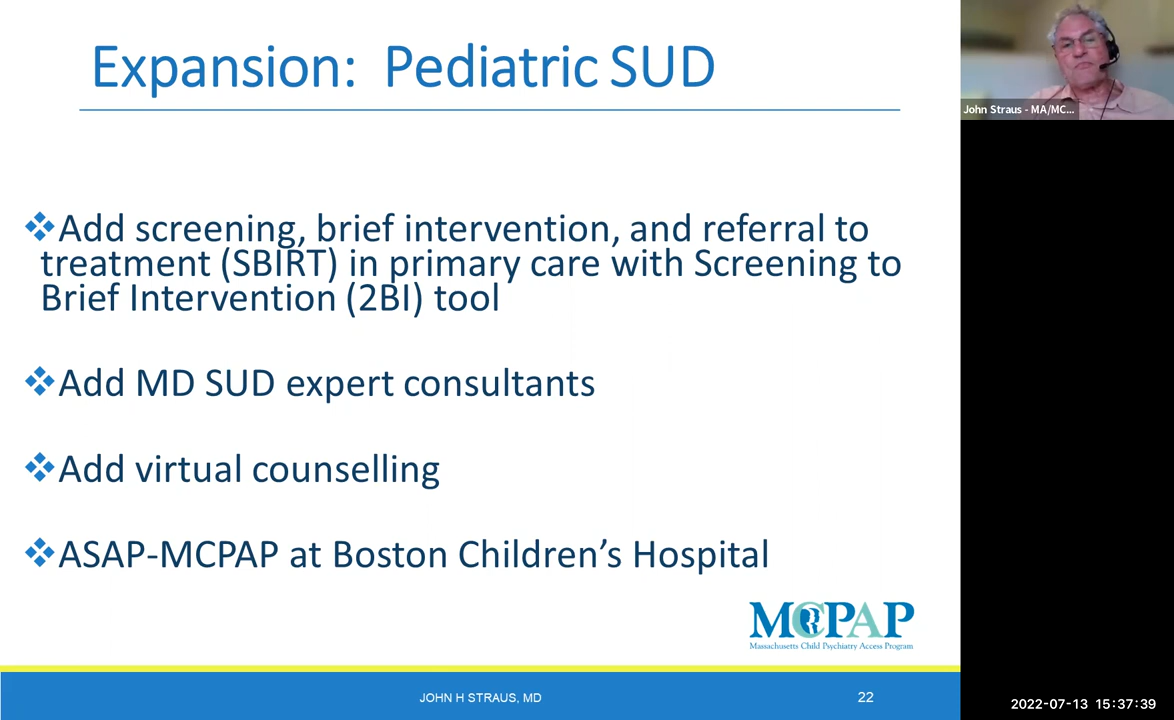 Expansion: Pediatric SUD
John Straus - MA/MC...
❖Add screening, brief intervention, and referral to
treatment (SBIRT) in primary care with Screening to
Brief Intervention (2BI) tool
❖Add MD SUD expert consultants
❖Add virtual counselling
❖ASAP-MCPAP at Boston Children’s Hospital
MCPAP
Massachusetts Child Psychiatry Access Program
JOHN H STRAUS, MD
22
2022-07-13 15:37:39